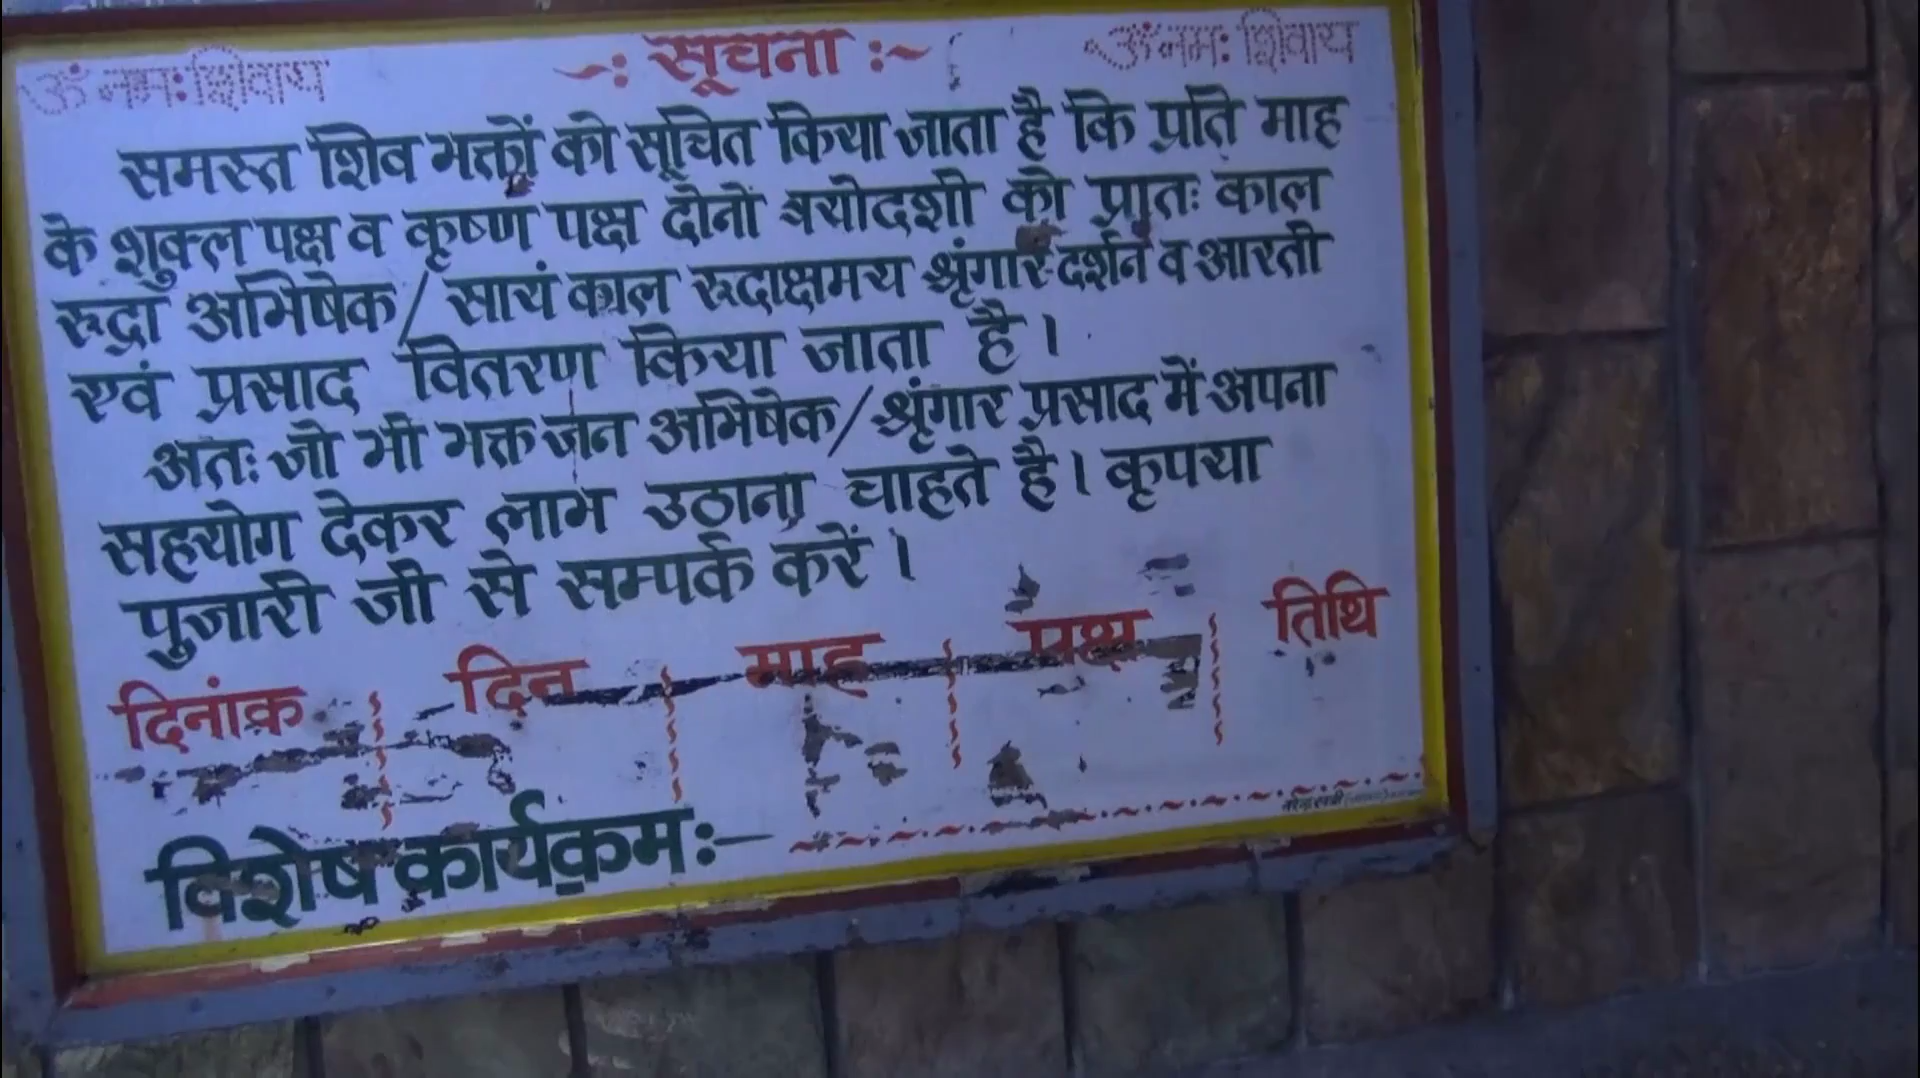 ॐ नमः शिवाय -: सूचना :- ॐ नमः शिवाय
समस्त शिव भक्तों को सूचित किया जाता है कि प्रति माह
के शुक्ल पक्ष व कृष्ण पक्ष दोनों त्रयोदशी को प्रातः काल
रुद्रा अभिषेक/सायं काल रुदाक्षमय श्रृंगार-दर्शन व आरती
एवं प्रसाद वितरण किया जाता है।
अतः जो भी भक्त जन अभिषेक/श्रृंगार प्रसाद में अपना
सहयोग देकर लाभ उठाना चाहते है। कृपया
पुजारी जी से सम्पर्क करें।
दिनांक दिन माह पक्ष तिथि
विशेष कार्यक्रम:-